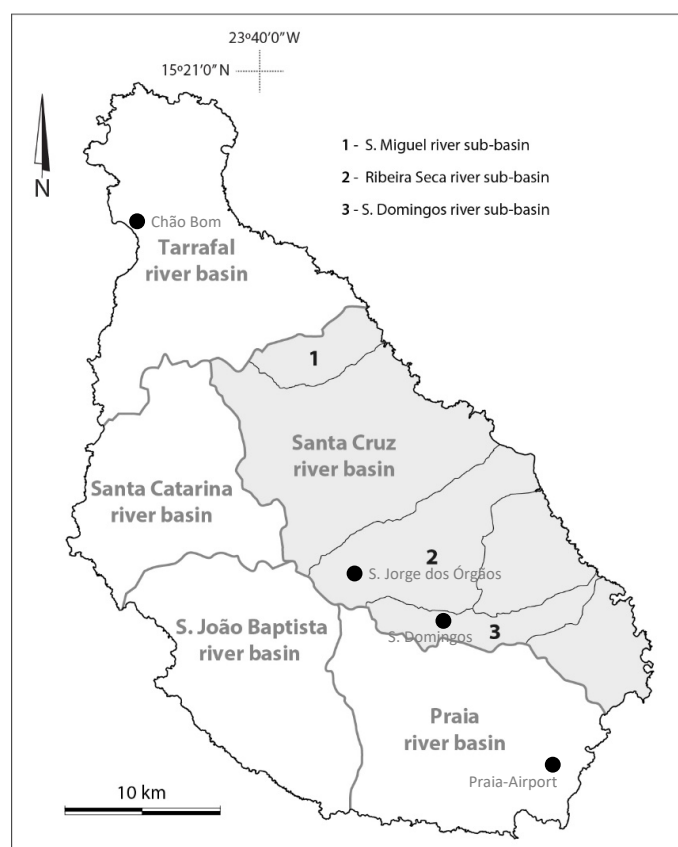 23º40'0"W
15º21'0"N
N
1 - S. Miguel river sub-basin
2 - Ribeira Seca river sub-basin
3 - S. Domingos river sub-basin
Chão Bom
Tarrafal
river basin
1
Santa Cruz
river basin
Santa Catarina
river basin
2
S. Jorge dos Órgãos
S. João Baptista
river basin
3
S. Domingos
Praia
river basin
Praia-Airport
10 km